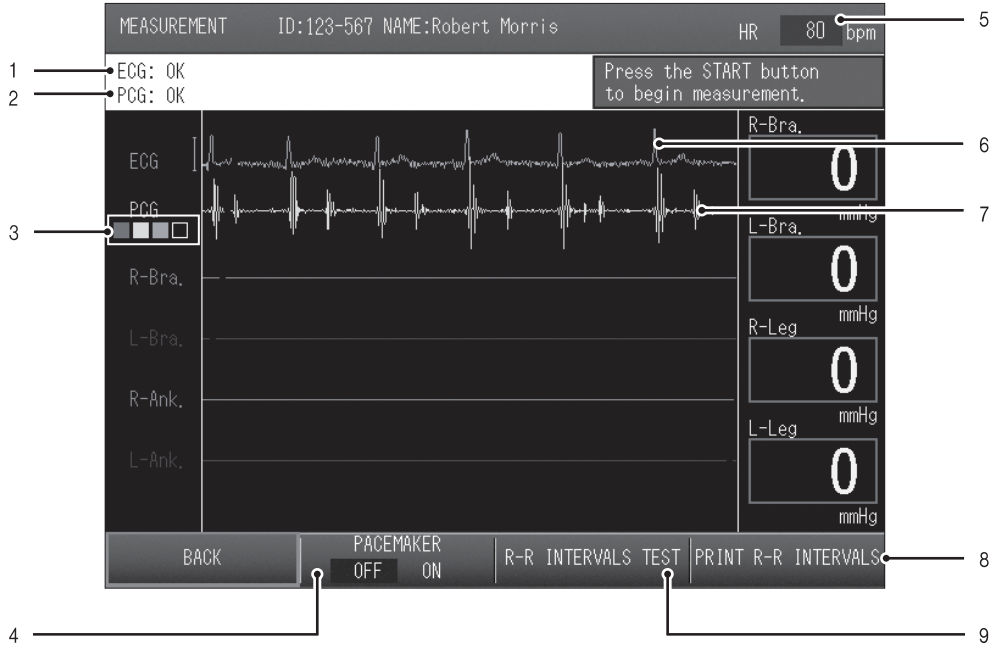 MEASUREMENT ID:123-567 NAME:Robert Morris HR 80 bpm
5
1 ECG: OK
2 PCG: OK
Press the START button
to begin measurement.
ECG
6
PCG
7
3
R-Bra.
L-Bra.
R-Ank.
L-Ank.
R-Bra.
0
mmHg
L-Bra.
0
mmHg
R-Leg
0
mmHg
L-Leg
0
mmHg
BACK
PACEMAKER
OFF ON
R-R INTERVALS TEST
PRINT R-R INTERVALS
8
4
9